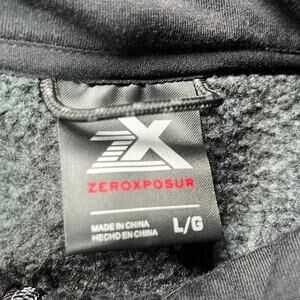 ZX
ZEROXPOSUR
MADE IN CHINA
HECHO EN CHINA
L/G